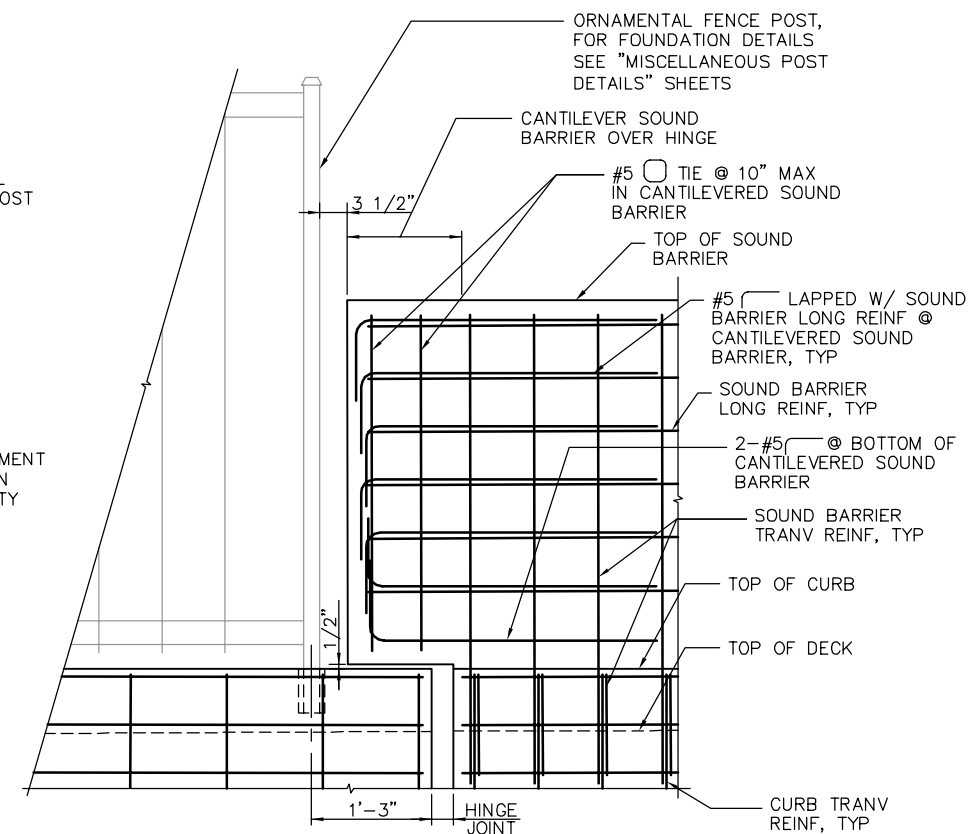 ORNAMENTAL FENCE POST,
FOR FOUNDATION DETAILS
SEE "MISCELLANEOUS POST
DETAILS" SHEETS
CANTILEVER SOUND
BARRIER OVER HINGE
#5 TIE @ 10" MAX
IN CANTILEVERED SOUND
BARRIER
OST
3 1/2"
TOP OF SOUND
BARRIER
#5 LAPPED W/ SOUND
BARRIER LONG REINF @
CANTILEVERED SOUND
BARRIER, TYP
SOUND BARRIER
LONG REINF, TYP
2-#5 @ BOTTOM OF
CANTILEVERED SOUND
BARRIER
MENT
N
TY
SOUND BARRIER
TRANV REINF, TYP
TOP OF CURB
1/2"
TOP OF DECK
1'-3"
HINGE
JOINT
CURB TRANV
REINF, TYP